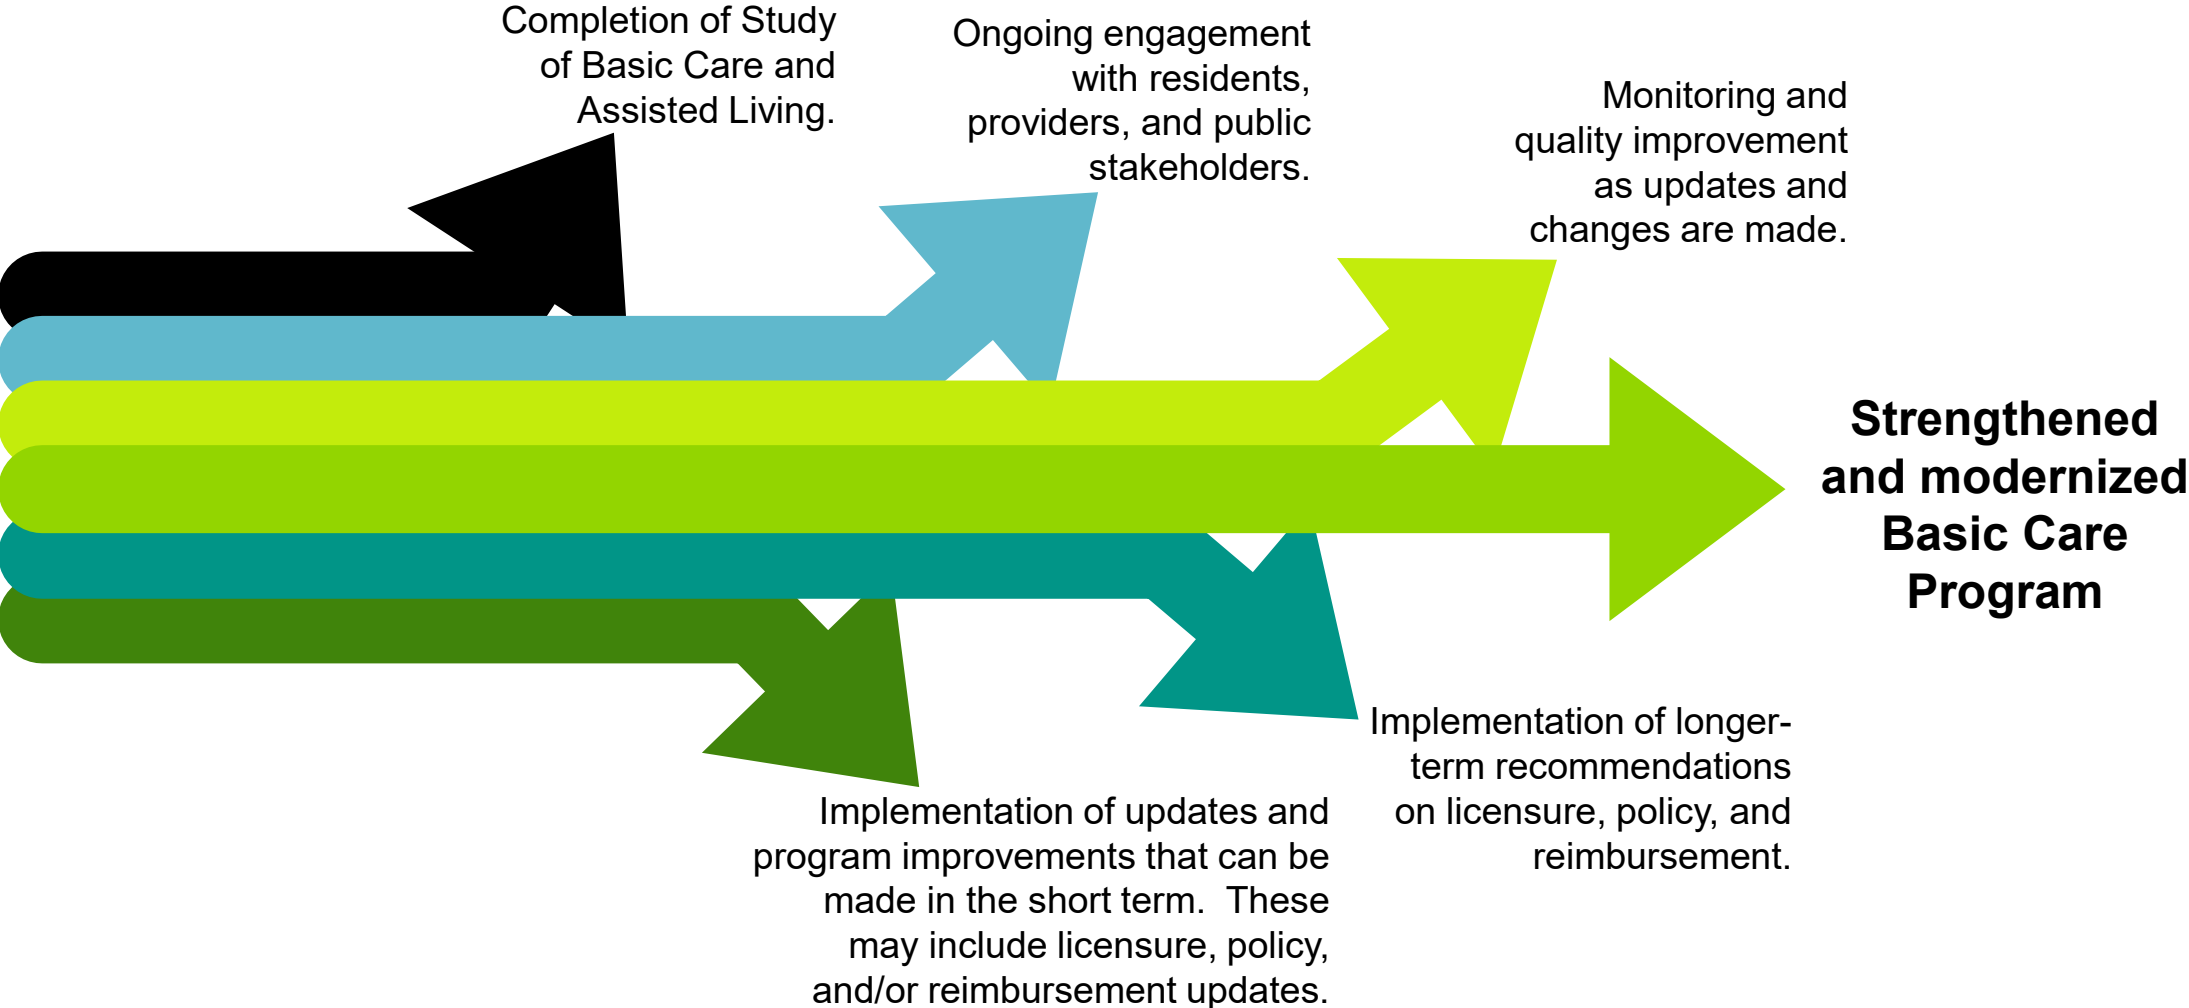 Completion of Study
of Basic Care and
Assisted Living.
Ongoing engagement
with residents,
providers, and public
stakeholders.
Monitoring and
quality improvement
as updates and
changes are made.
Strengthened
and modernized
Basic Care
Program
Implementation of longer-
term recommendations
on licensure, policy, and
reimbursement.
Implementation of updates and
program improvements that can be
made in the short term.  These
may include licensure, policy,
and/or reimbursement updates.